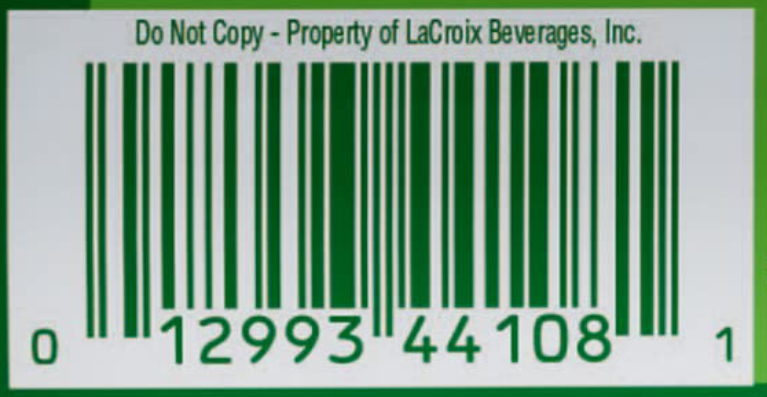 Do Not Copy - Property of LaCroix Beverages, Inc.
0 12993 44108 1